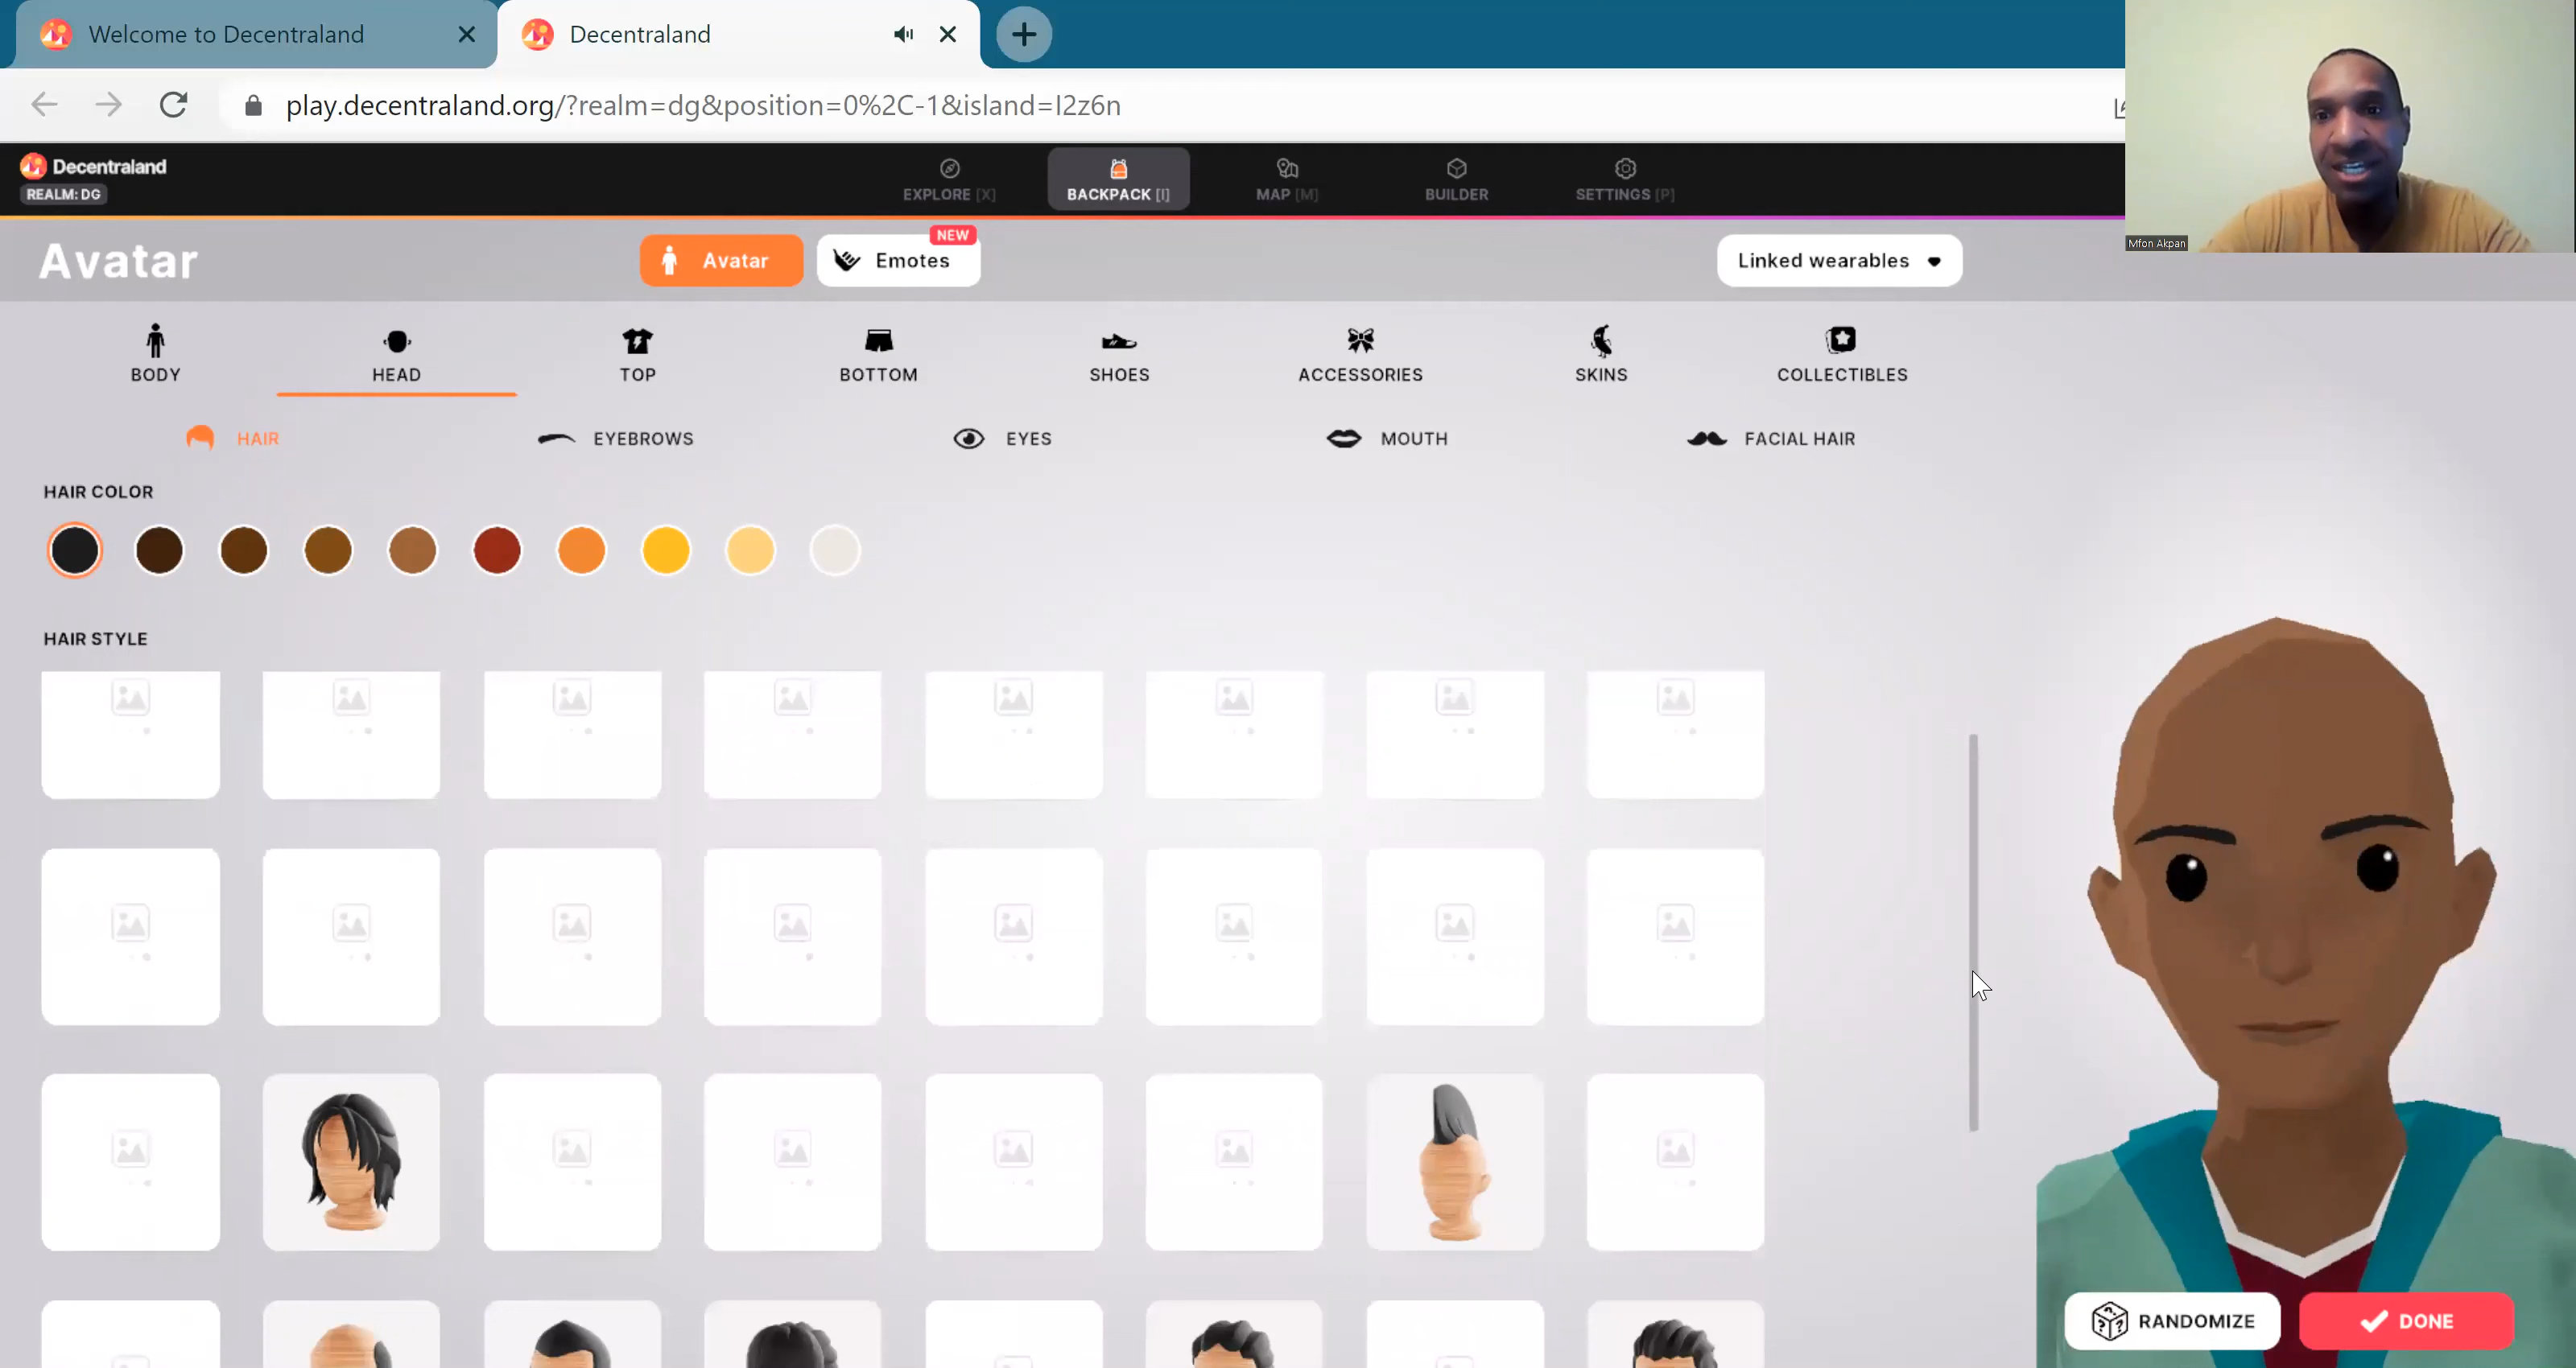 Welcome to Decentraland
Decentraland
play.decentraland.org/?realm=dg&position=0%2C-1&island=I2z6n
Mfon Akpan
Decentraland
REALM: DG
EXPLORE [X]
BACKPACK [I]
MAP [M]
BUILDER
SETTINGS [P]
Avatar
Avatar
Emotes
NEW
Linked wearables
BODY
HEAD
TOP
BOTTOM
SHOES
ACCESSORIES
SKINS
COLLECTIBLES
HAIR
EYEBROWS
EYES
MOUTH
FACIAL HAIR
HAIR COLOR
HAIR STYLE
RANDOMIZE
DONE